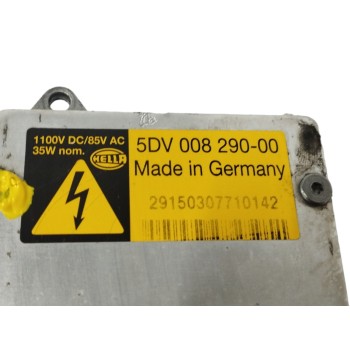 1100V DC/85V AC
35W nom.
HELLA
5DV 008 290-00
Made in Germany
29150307710142